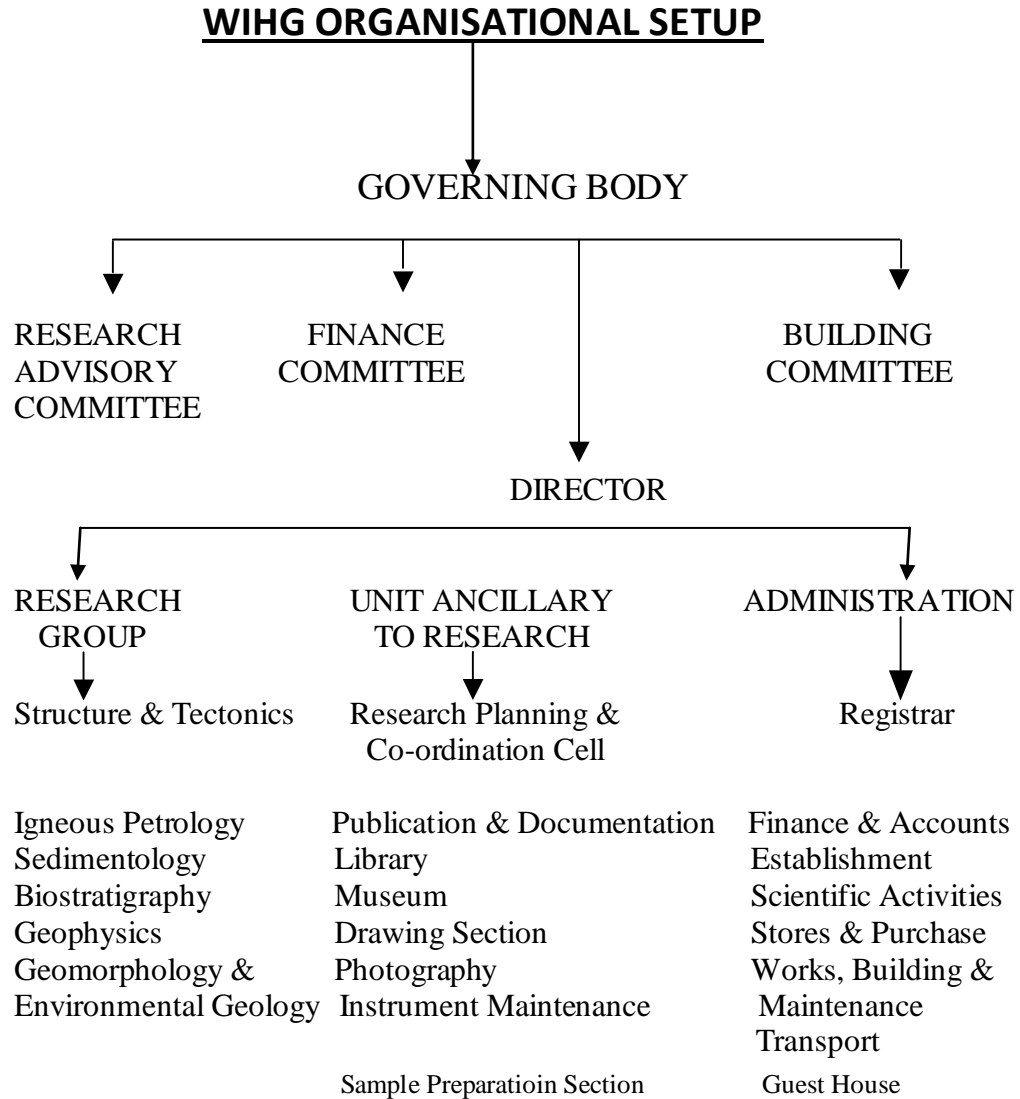 WIHG ORGANISATIONAL SETUP
GOVERNING BODY
RESEARCH
ADVISORY
COMMITTEE
FINANCE
COMMITTEE
BUILDING
COMMITTEE
DIRECTOR
RESEARCH
GROUP
UNIT ANCILLARY
TO RESEARCH
ADMINISTRATION
Structure & Tectonics
Igneous Petrology
Sedimentology
Biostratigraphy
Geophysics
Geomorphology &
Environmental Geology
Research Planning &
Co-ordination Cell
Publication & Documentation
Library
Museum
Drawing Section
Photography
Instrument Maintenance
Sample Preparatioin Section
Registrar
Finance & Accounts
Establishment
Scientific Activities
Stores & Purchase
Works, Building &
Maintenance
Transport
Guest House